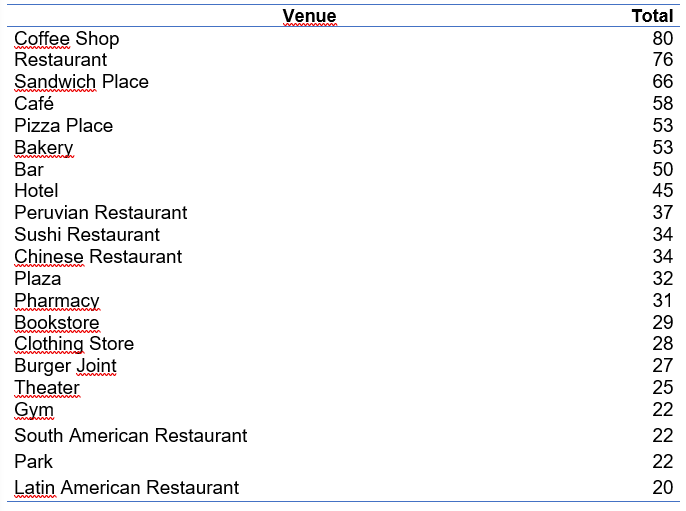 Venue Total
Coffee Shop 80
Restaurant 76
Sandwich Place 66
Café 58
Pizza Place 53
Bakery 53
Bar 50
Hotel 45
Peruvian Restaurant 37
Sushi Restaurant 34
Chinese Restaurant 34
Plaza 32
Pharmacy 31
Bookstore 29
Clothing Store 28
Burger Joint 27
Theater 25
Gym 22
South American Restaurant 22
Park 22
Latin American Restaurant 20